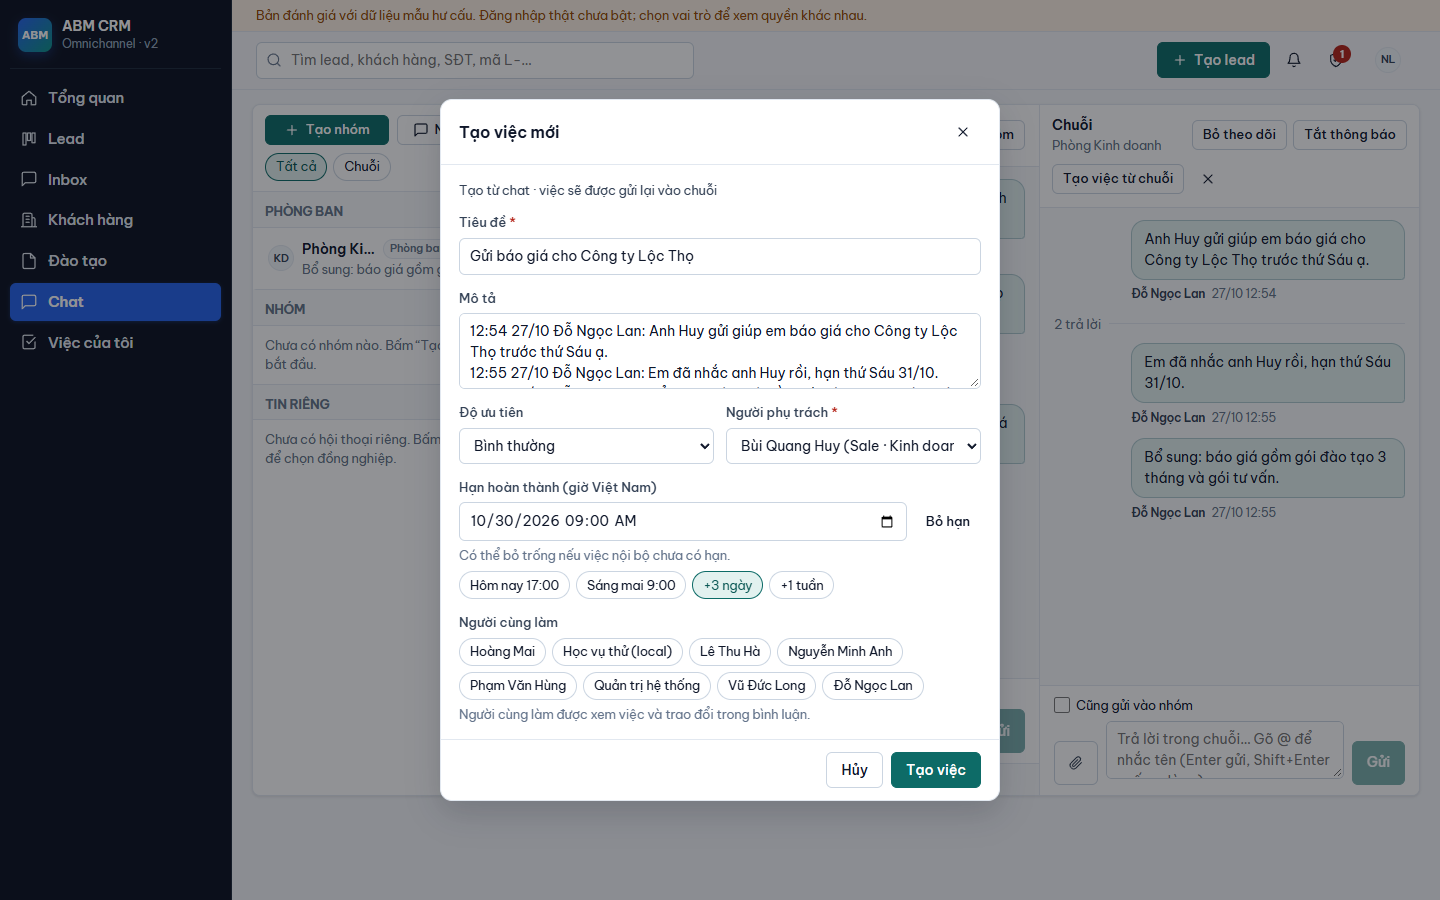 ABM
ABM CRM
Omnichannel · v2
Tổng quan
Lead
Inbox
Khách hàng
Đào tạo
Chat
Việc của tôi
Bản đánh giá với dữ liệu mẫu hư cấu. Đăng nhập thật chưa bật; chọn vai trò để xem quyền khác nhau.
Tìm lead, khách hàng, SĐT, mã L-...
Tạo lead
1
NL
Tạo nhóm
Tất cả
Chuỗi
PHÒNG BAN
KD
Phòng Ki...
Phòng ba
Bổ sung: báo giá gồm
NHÓM
Chưa có nhóm nào. Bấm “Tạo
bắt đầu.
TIN RIÊNG
Chưa có hội thoại riêng. Bấm
để chọn đồng nghiệp.
Tạo việc mới
Tạo từ chat · việc sẽ được gửi lại vào chuỗi
Tiêu đề *
Gửi báo giá cho Công ty Lộc Thọ
Mô tả
12:54 27/10 Đỗ Ngọc Lan: Anh Huy gửi giúp em báo giá cho Công ty Lộc
Thọ trước thứ Sáu ạ.
12:55 27/10 Đỗ Ngọc Lan: Em đã nhắc anh Huy rồi, hạn thứ Sáu 31/10.
Độ ưu tiên
Người phụ trách *
Bình thường
Bùi Quang Huy (Sale · Kinh doar
Hạn hoàn thành (giờ Việt Nam)
10/30/2026 09:00 AM
Bỏ hạn
Có thể bỏ trống nếu việc nội bộ chưa có hạn.
Hôm nay 17:00
Sáng mai 9:00
+3 ngày
+1 tuần
Người cùng làm
Hoàng Mai
Học vụ thử (local)
Lê Thu Hà
Nguyễn Minh Anh
Phạm Văn Hùng
Quản trị hệ thống
Vũ Đức Long
Đỗ Ngọc Lan
Người cùng làm được xem việc và trao đổi trong bình luận.
Hủy
Tạo việc
Chuỗi
Phòng Kinh doanh
Bỏ theo dõi
Tắt thông báo
Tạo việc từ chuỗi
Anh Huy gửi giúp em báo giá cho
Công ty Lộc Thọ trước thứ Sáu ạ.
Đỗ Ngọc Lan 27/10 12:54
2 trả lời
Em đã nhắc anh Huy rồi, hạn thứ Sáu
31/10.
Đỗ Ngọc Lan 27/10 12:55
Bổ sung: báo giá gồm gói đào tạo 3
tháng và gói tư vấn.
Đỗ Ngọc Lan 27/10 12:55
Cũng gửi vào nhóm
Trả lời trong chuỗi... Gõ @ để
nhắc tên (Enter gửi, Shift+Enter
Gửi